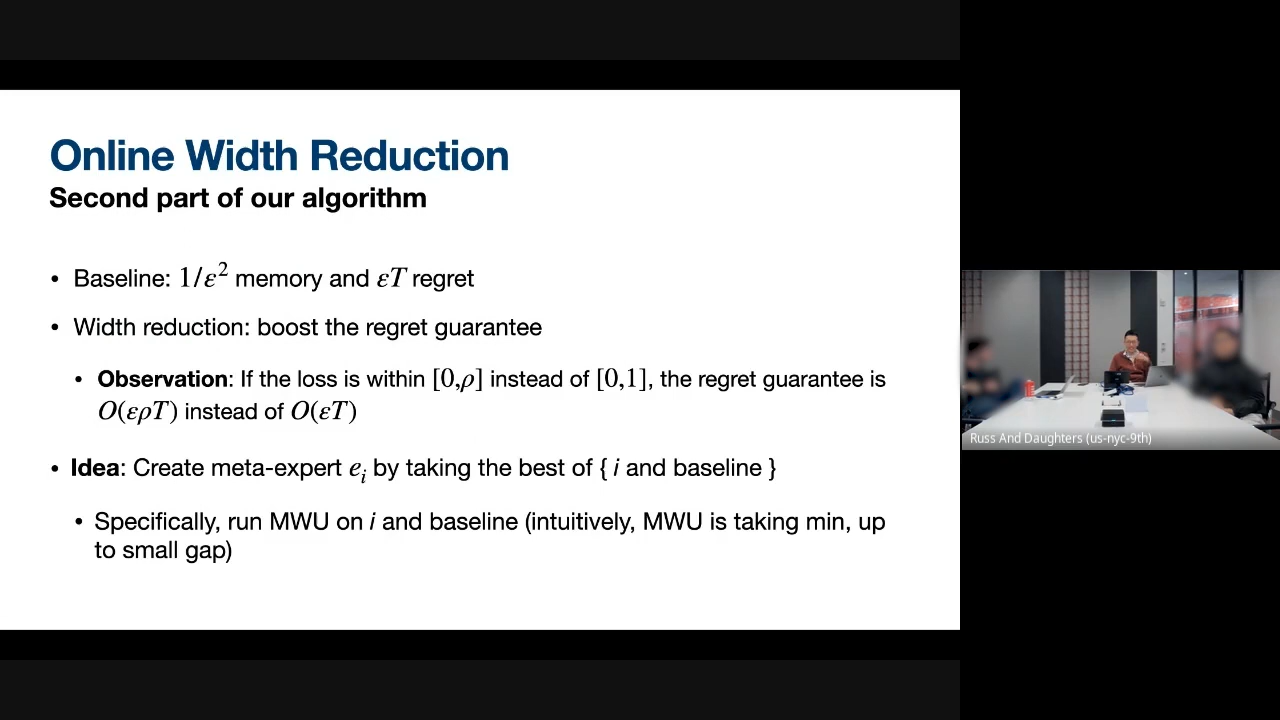 Online Width Reduction
Second part of our algorithm
• Baseline: 1/ε² memory and εT regret
• Width reduction: boost the regret guarantee
• Observation: If the loss is within [0,ρ] instead of [0,1], the regret guarantee is
O(ερT) instead of O(εT)
• Idea: Create meta-expert eᵢ by taking the best of { i and baseline }
• Specifically, run MWU on i and baseline (intuitively, MWU is taking min, up
to small gap)
Russ And Daughters (us-nyc-9th)